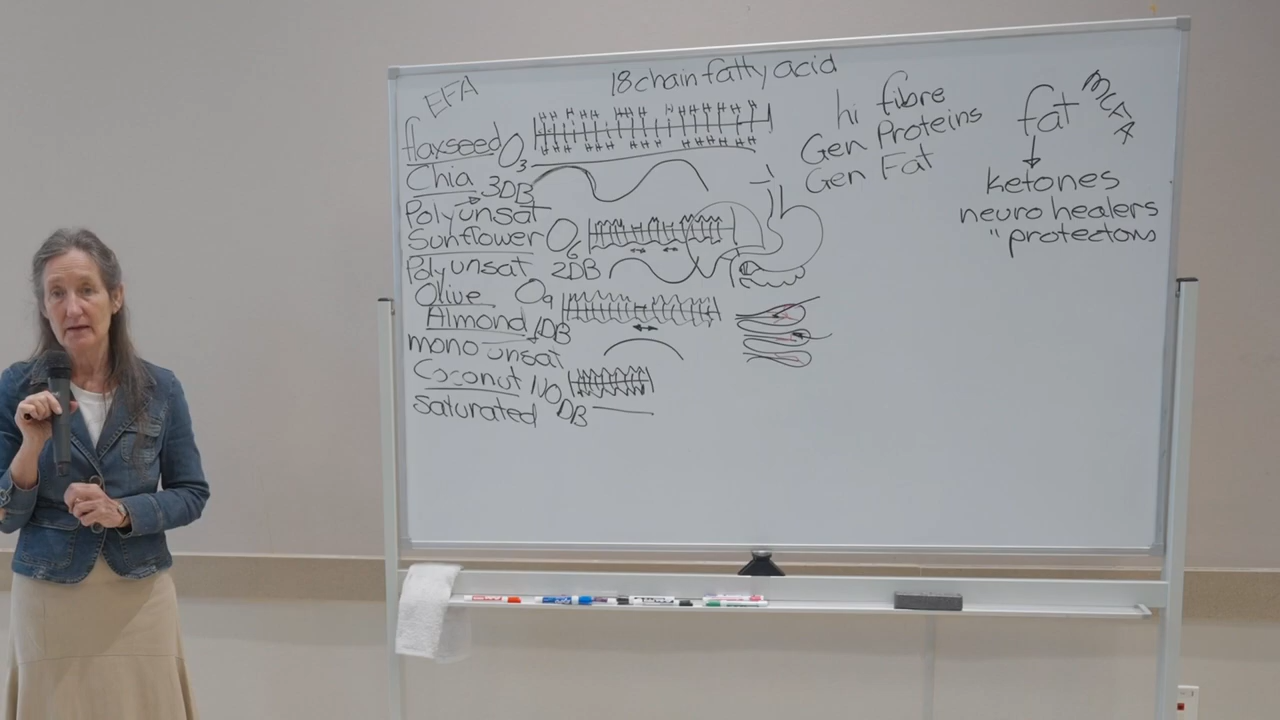 EFA
18 chain fatty acid
flaxseed O3
Chia 3DB
Polyunsat
Sunflower O6
Polyunsat 2DB
Olive O9
Almond 1DB
mono unsat
Coconut NO
saturated DB
hi fibre
Gen Proteins
Gen Fat
fat
ketones
neuro healers
" protectors